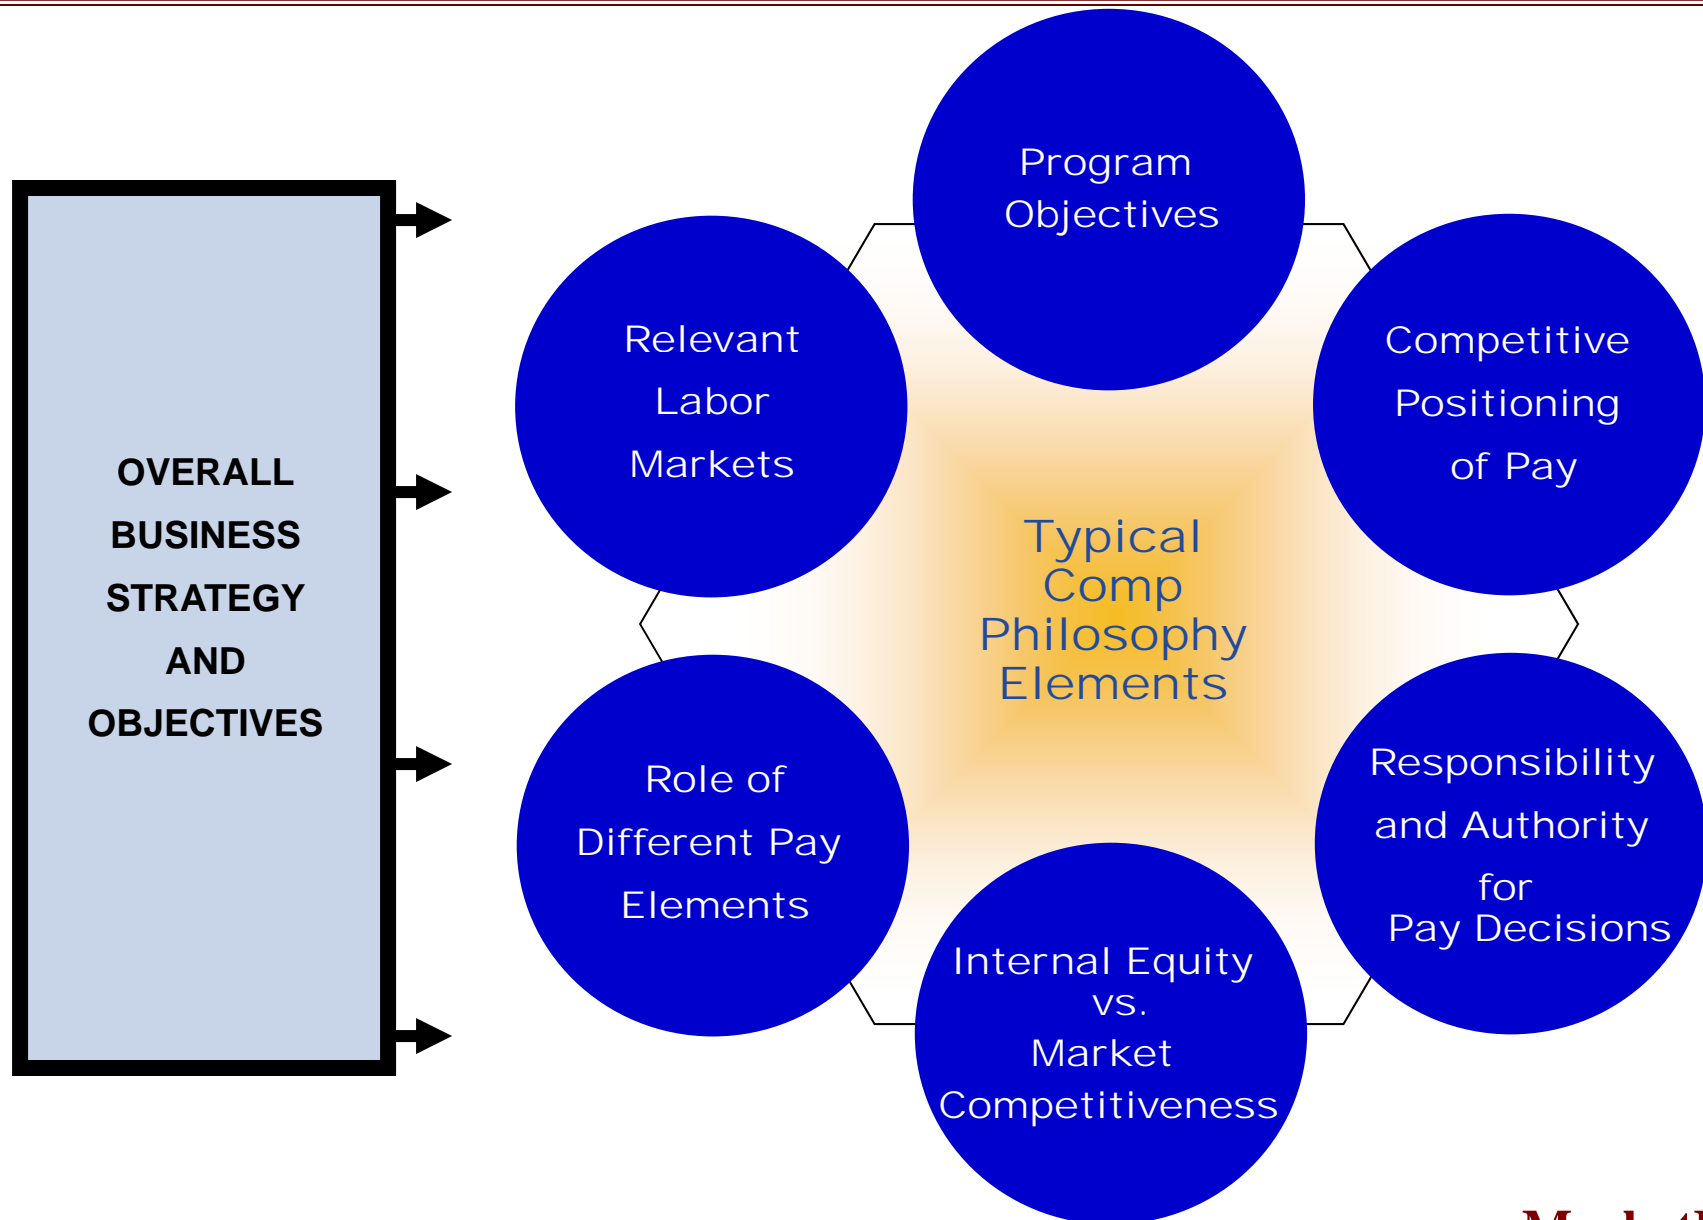 OVERALL
BUSINESS
STRATEGY
AND
OBJECTIVES
Program
Objectives
Relevant
Labor
Markets
Competitive
Positioning
of Pay
Typical
Comp
Philosophy
Elements
Role of
Different Pay
Elements
Responsibility
and Authority
for
Pay Decisions
Internal Equity
vs.
Market
Competitiveness